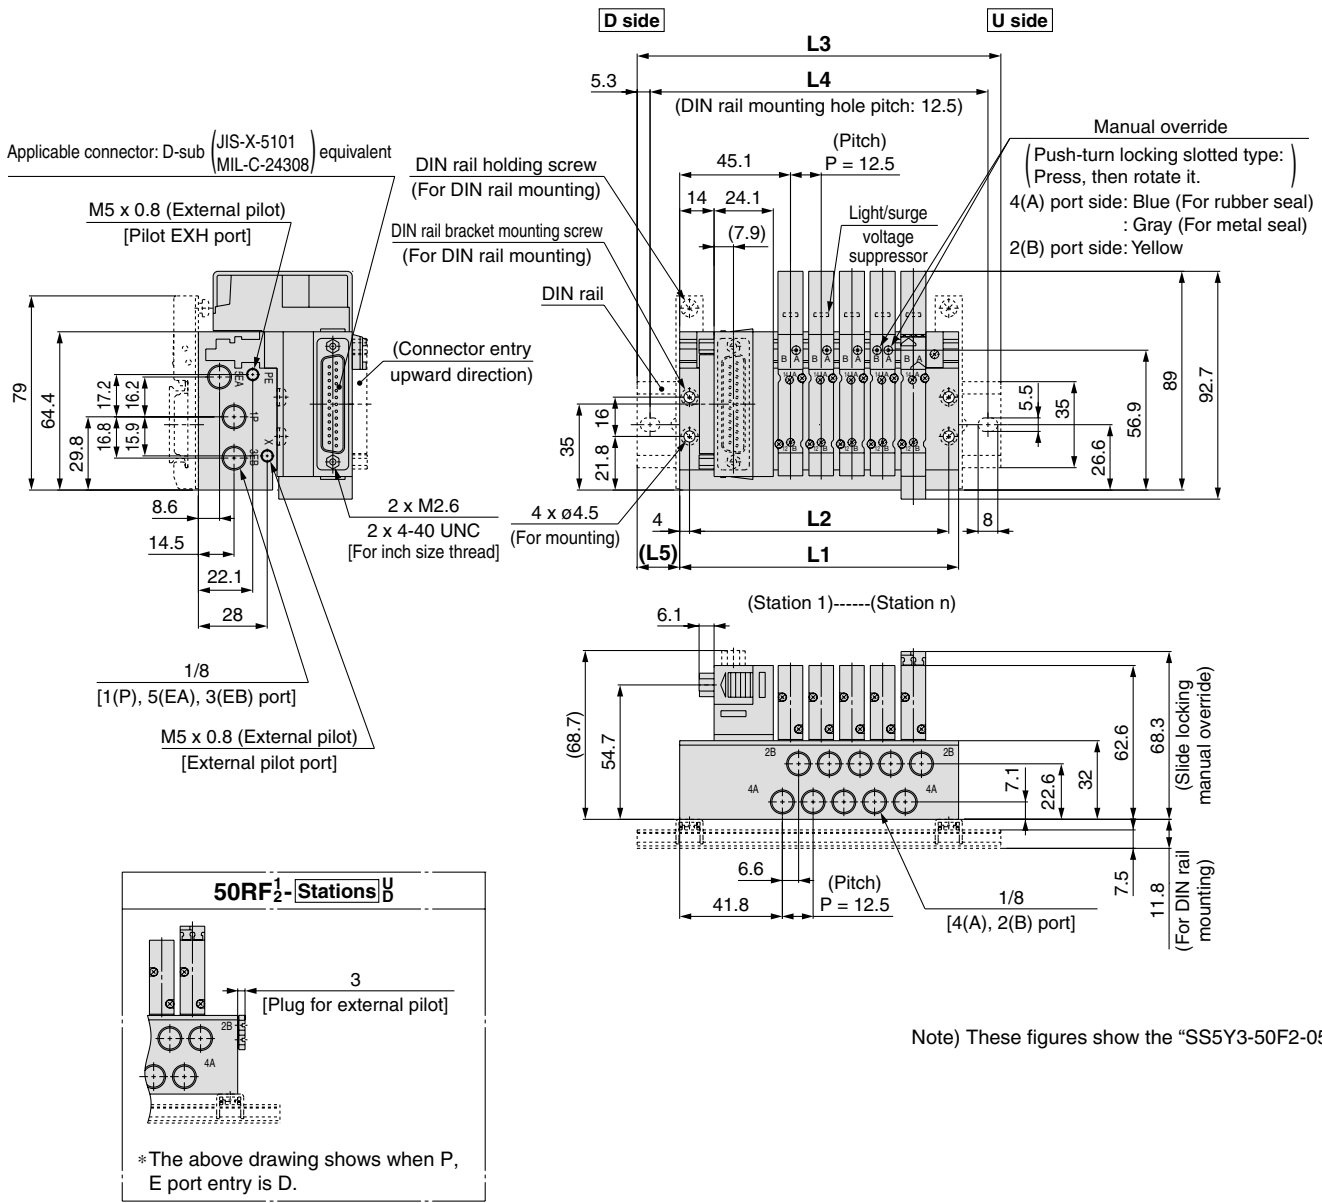 D side
U side
L3
5.3
L4
(DIN rail mounting hole pitch: 12.5)
Applicable connector: D-sub (JIS-X-5101
MIL-C-24308) equivalent
DIN rail holding screw
(For DIN rail mounting)
45.1
(Pitch)
P = 12.5
Manual override
(Push-turn locking slotted type:
Press, then rotate it.)
4(A) port side: Blue (For rubber seal)
: Gray (For metal seal)
2(B) port side: Yellow
M5 x 0.8 (External pilot)
[Pilot EXH port]
14
24.1
(7.9)
Light/surge
voltage
suppressor
DIN rail bracket mounting screw
(For DIN rail mounting)
DIN rail
(Connector entry
upward direction)
79
64.4
29.8
17.2
16.2
16.8
15.9
5EA
PE
1P
X
3EB
B A
B A
B A
B A
B A
35
16
21.8
5.5
35
26.6
56.9
89
92.7
8.6
14.5
22.1
28
2 x M2.6
2 x 4-40 UNC
[For inch size thread]
4 x ø4.5
(For mounting)
4
L2
8
(L5)
L1
1/8
[1(P), 5(EA), 3(EB) port]
M5 x 0.8 (External pilot)
[External pilot port]
(Station 1)------(Station n)
6.1
(68.7)
54.7
2B
2B
4A
4A
7.1
22.6
32
62.6
68.3
(Slide locking
manual override)
6.6
41.8
(Pitch)
P = 12.5
1/8
[4(A), 2(B) port]
7.5
11.8
(For DIN rail
mounting)
50RF1/2-Stations U/D
3
[Plug for external pilot]
2B
4A
*The above drawing shows when P,
E port entry is D.
Note) These figures show the “SS5Y3-50F2-05